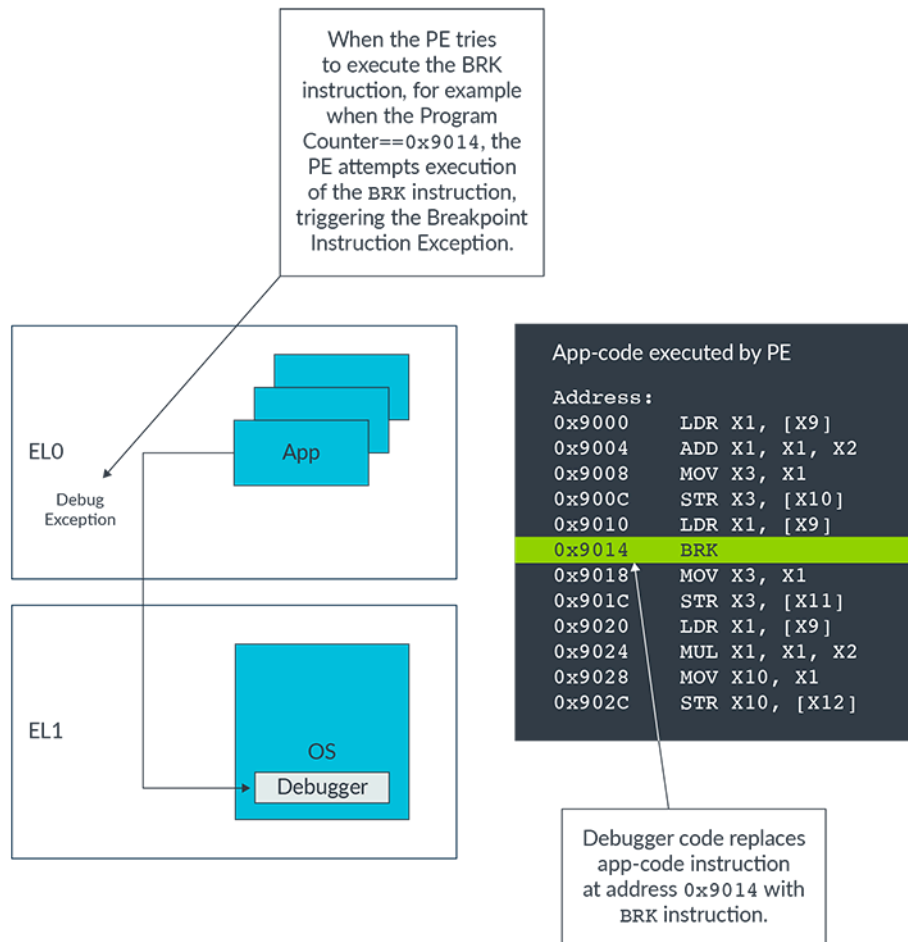 When the PE tries
to execute the BRK
instruction, for example
when the Program
Counter==0x9014, the
PE attempts execution
of the BRK instruction,
triggering the Breakpoint
Instruction Exception.
EL0
App
Debug
Exception
EL1
OS
Debugger
App-code executed by PE
Address:
0x9000 LDR X1, [X9]
0x9004 ADD X1, X1, X2
0x9008 MOV X3, X1
0x900C STR X3, [X10]
0x9010 LDR X1, [X9]
0x9014 BRK
0x9018 MOV X3, X1
0x901C STR X3, [X11]
0x9020 LDR X1, [X9]
0x9024 MUL X1, X1, X2
0x9028 MOV X10, X1
0x902C STR X10, [X12]
Debugger code replaces
app-code instruction
at address 0x9014 with
BRK instruction.